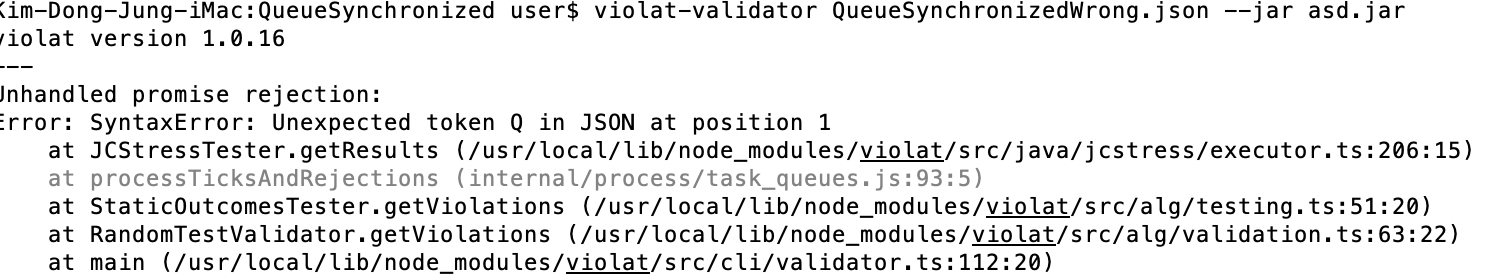 Kim-Dong-Jung-iMac:QueueSynchronized user$ violat-validator QueueSynchronizedWrong.json --jar asd.jar
violat version 1.0.16
---
Unhandled promise rejection:
Error: SyntaxError: Unexpected token Q in JSON at position 1
    at JCStressTester.getResults (/usr/local/lib/node_modules/violat/src/java/jcstress/executor.ts:206:15)
    at processTicksAndRejections (internal/process/task_queues.js:93:5)
    at StaticOutcomesTester.getViolations (/usr/local/lib/node_modules/violat/src/alg/testing.ts:51:20)
    at RandomTestValidator.getViolations (/usr/local/lib/node_modules/violat/src/alg/validation.ts:63:22)
    at main (/usr/local/lib/node_modules/violat/src/cli/validator.ts:112:20)